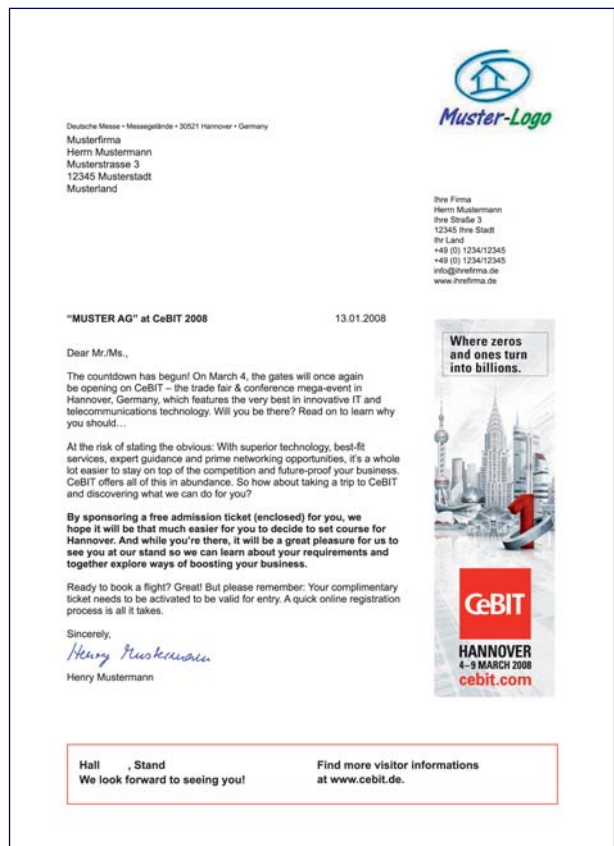 Muster-Logo
Deutsche Messe • Messegelände • 30521 Hannover • Germany
Musterfirma
Herrn Mustermann
Musterstrasse 3
12345 Musterstadt
Musterland
Ihre Firma
Herrn Mustermann
Ihre Straße 3
12345 Ihre Stadt
Ihr Land
+49 (0) 1234/12345
+49 (0) 1234/12345
info@ihrefirma.de
www.ihrefirma.de
“MUSTER AG” at CeBIT 2008 13.01.2008
Dear Mr./Ms.,
The countdown has begun! On March 4, the gates will once again
be opening on CeBIT – the trade fair & conference mega-event in
Hannover, Germany, which features the very best in innovative IT and
telecommunications technology. Will you be there? Read on to learn why
you should…
At the risk of stating the obvious: With superior technology, best-fit
services, expert guidance and prime networking opportunities, it’s a whole
lot easier to stay on top of the competition and future-proof your business.
CeBIT offers all of this in abundance. So how about taking a trip to CeBIT
and discovering what we can do for you?
By sponsoring a free admission ticket (enclosed) for you, we
hope it will be that much easier for you to decide to set course for
Hannover. And while you’re there, it will be a great pleasure for us to
see you at our stand so we can learn about your requirements and
together explore ways of boosting your business.
Ready to book a flight? Great! But please remember: Your complimentary
ticket needs to be activated to be valid for entry. A quick online registration
process is all it takes.
Sincerely,
Henry Mustermann
Henry Mustermann
Where zeros
and ones turn
into billions.
1
CeBIT
HANNOVER
4–9 MARCH 2008
cebit.com
Hall , Stand
We look forward to seeing you!
Find more visitor informations
at www.cebit.de.